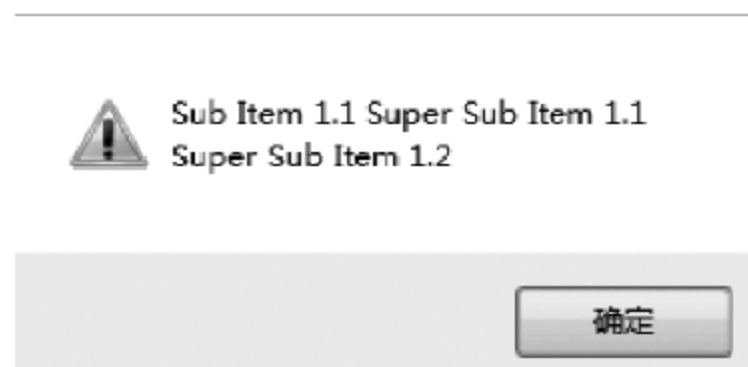 Sub Item 1.1 Super Sub Item 1.1
Super Sub Item 1.2
确定